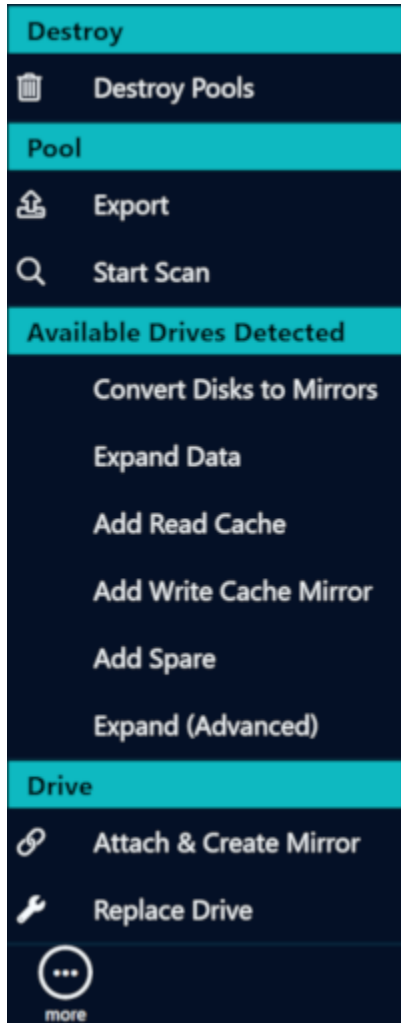 Destroy
Destroy Pools
Pool
Export
Start Scan
Available Drives Detected
Convert Disks to Mirrors
Expand Data
Add Read Cache
Add Write Cache Mirror
Add Spare
Expand (Advanced)
Drive
Attach & Create Mirror
Replace Drive
more